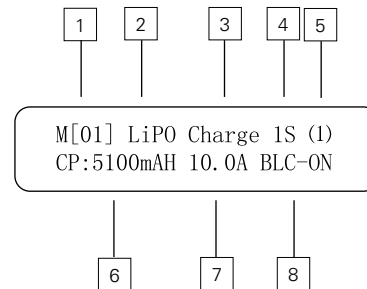 1 2 3 4 5
M[01] LiPO Charge 1S (1)
CP:5100mAH 10.0A BLC-ON
6 7 8